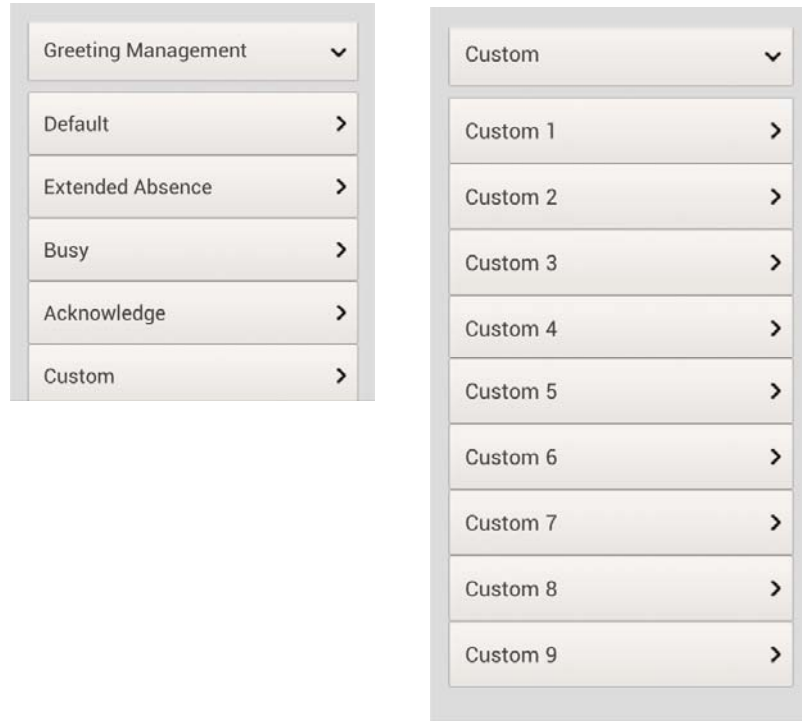 Greeting Management
Default
Extended Absence
Busy
Acknowledge
Custom
Custom
Custom 1
Custom 2
Custom 3
Custom 4
Custom 5
Custom 6
Custom 7
Custom 8
Custom 9